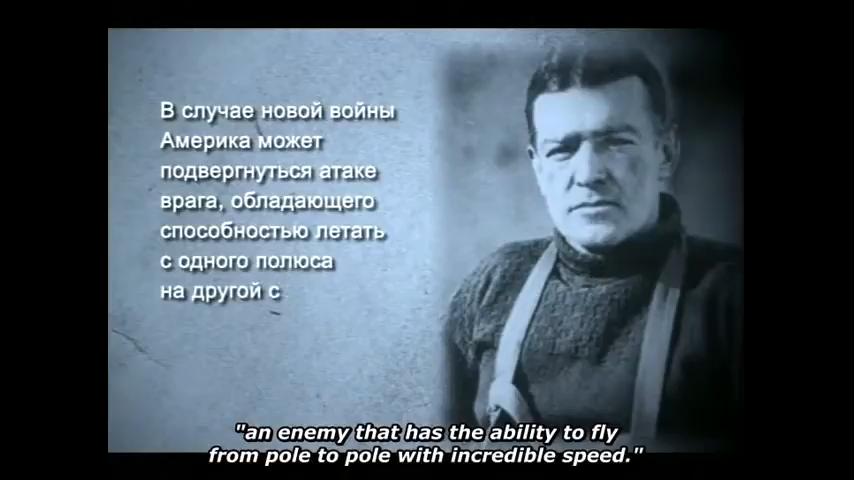 В случае новой войны
Америка может
подвергнуться атаке
врага, обладающего
способностью летать
с одного полюса
на другой с
"an enemy that has the ability to fly
from pole to pole with incredible speed."